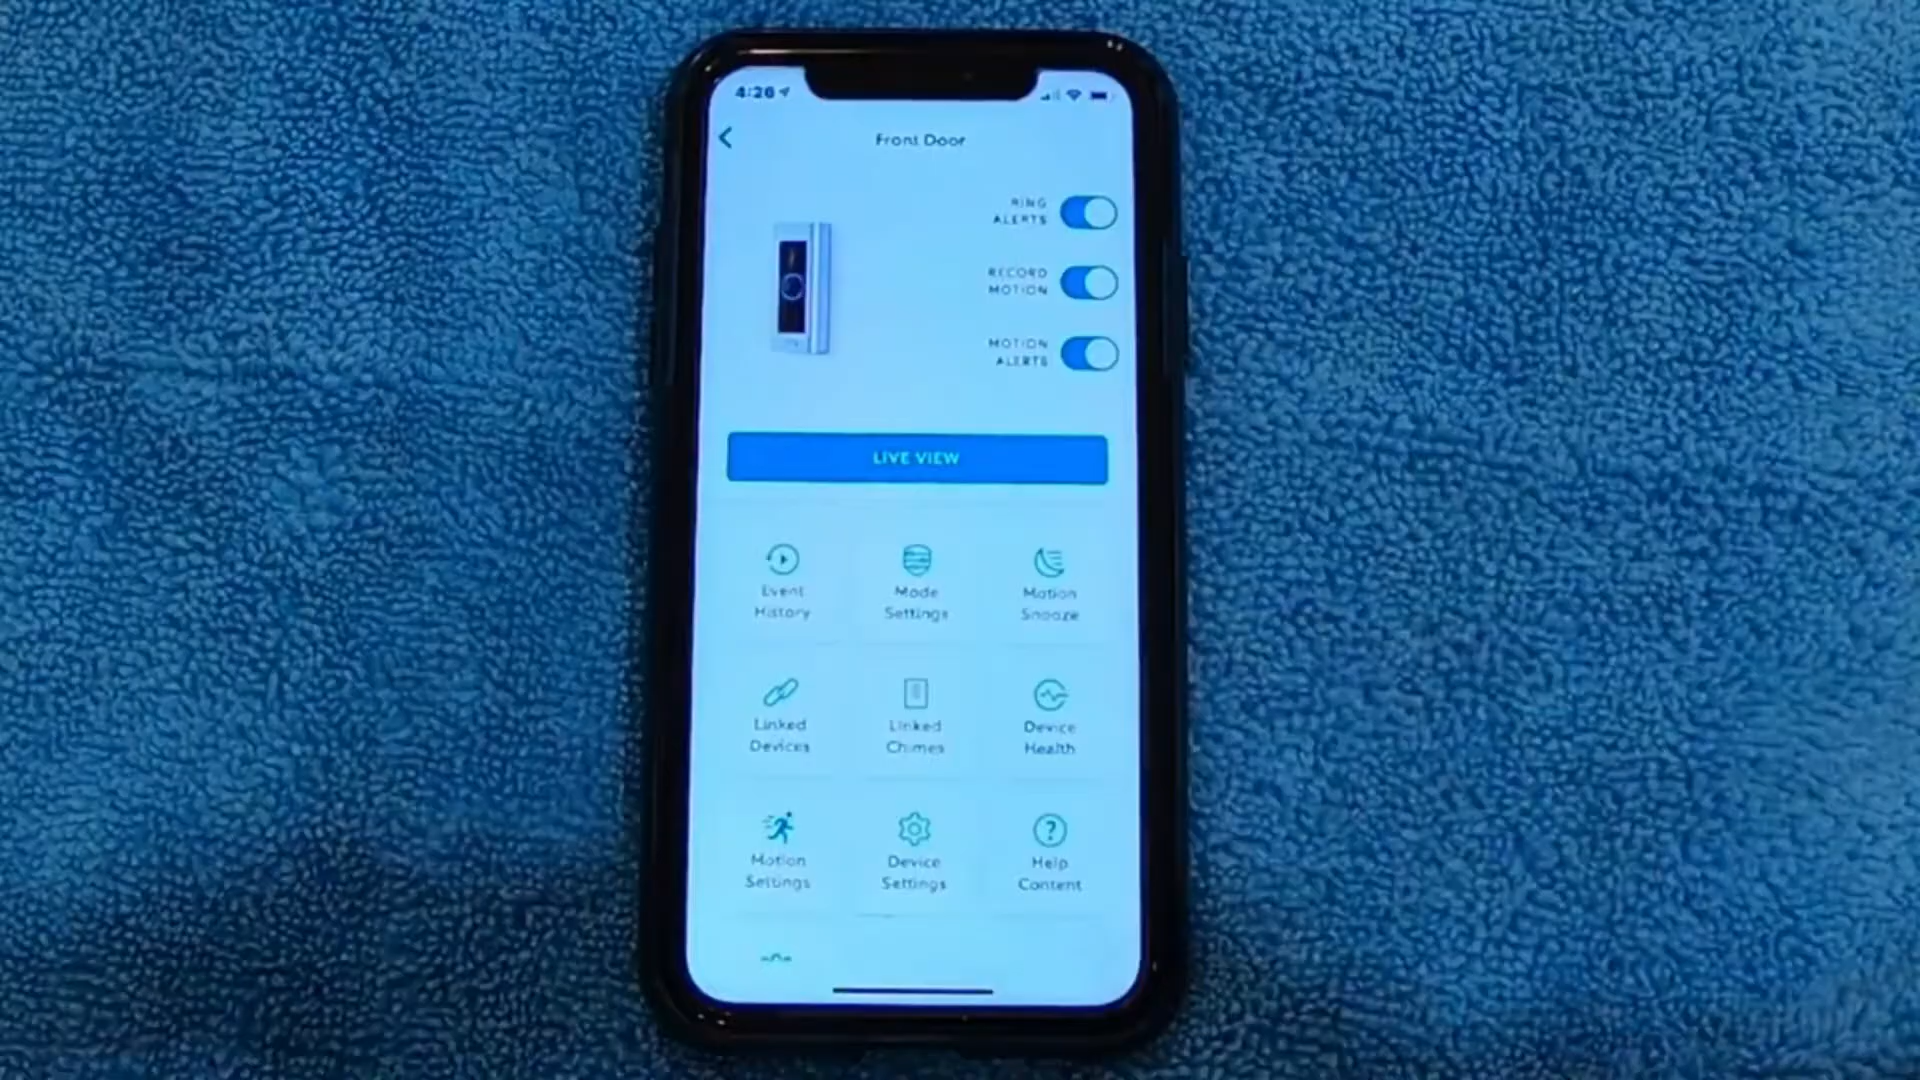 4:26
Front Door
RING
ALERTS
RECORD
MOTION
MOTION
ALERTS
LIVE VIEW
Event
History
Mode
Settings
Motion
Snooze
Linked
Devices
Linked
Chimes
Device
Health
Motion
Settings
Device
Settings
Help
Content